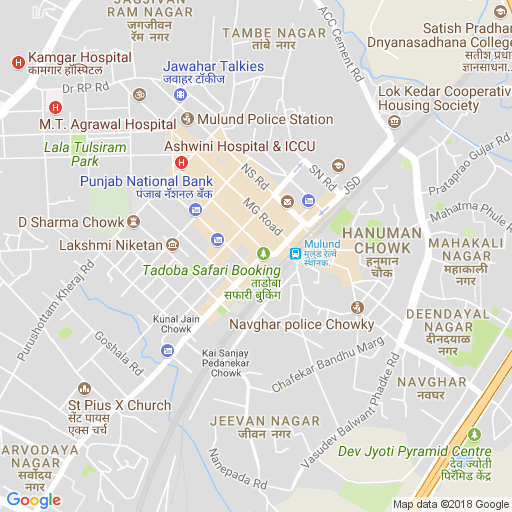 JAGJIVAN
RAM NAGAR
जगजीवन
रॅम नगर
TAMBE NAGAR
तांबे नगर
ACC Cement Rd
Satish Pradhan
Dnyanasadhana College
सतीश प्रधान
ज्ञानसाधना...
Kamgar Hospital
कामगार हॉस्पिटल
Jawahar Talkies
जवाहर टॉकीज
Dr RP Rd
Lok Kedar Cooperative
Housing Society
M.T. Agrawal Hospital
Mulund Police Station
Lala Tulsiram
Park
Ashwini Hospital & ICCU
NS Rd
SN Rd
JSD
Prataprao Gujar Rd
Punjab National Bank
पंजाब नॅशनल बँक
MG Road
Mahatma Phule R
D Sharma Chowk
HANUMAN
CHOWK
हनुमान
चौक
Lakshmi Niketan
Mulund
मुलुंड रेल्वे
स्थानक
MAHAKALI
NAGAR
महाकाली
नगर
Tadoba Safari Booking
ताडोबा
सफारी बुकिंग
Purushottam Kheraj Rd
Kunal Jain
Chowk
Navghar police Chowky
DEENDAYAL
NAGAR
दीनदयाळ
नगर
Goshala Rd
Kai Sanjay
Pedanekar
Chowk
Chafekar Bandhu Marg
NAVGHAR
नवघर
St Pius X Church
सेंट पायस
एक्स चर्च
Vasudev Balwant Phadke Rd
JEEVAN NAGAR
जीवन नगर
ARVODAYA
NAGAR
सर्वोदय
नगर
Nanepada Rd
Dev Jyoti Pyramid Centre
देव ज्योती
पिरॅमिड केंद्र
Google
Map data ©2018 Google